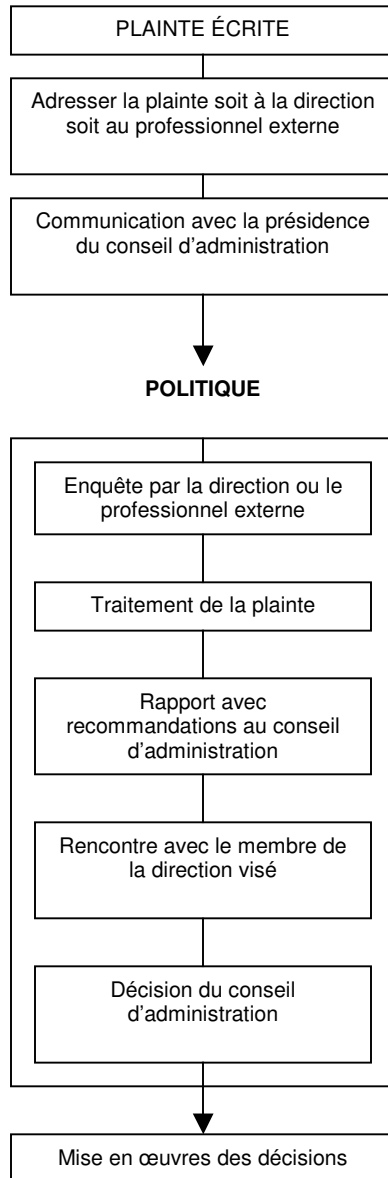 PLAINTE ÉCRITE
Adresser la plainte soit à la direction
soit au professionnel externe
Communication avec la présidence
du conseil d'administration
POLITIQUE
Enquête par la direction ou le
professionnel externe
Traitement de la plainte
Rapport avec
recommandations au conseil
d'administration
Rencontre avec le membre de
la direction visé
Décision du conseil
d'administration
Mise en œuvres des décisions